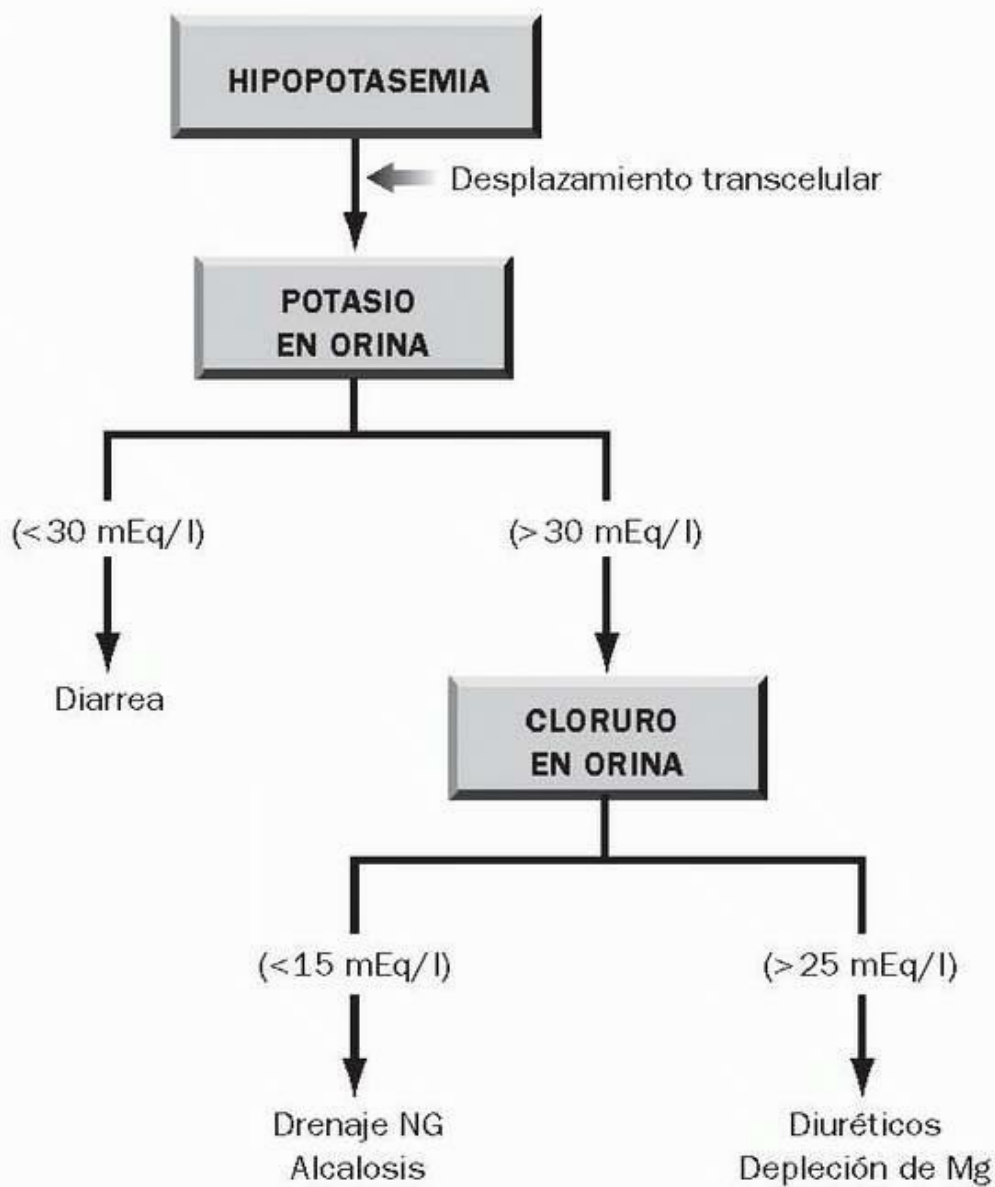 HIPOPOTASEMIA
Desplazamiento transcelular
POTASIO
EN ORINA
(<30 mEq/l)
(>30 mEq/l)
Diarrea
CLORURO
EN ORINA
(<15 mEq/l)
(>25 mEq/l)
Drenaje NG
Alcalosis
Diuréticos
Depleción de Mg